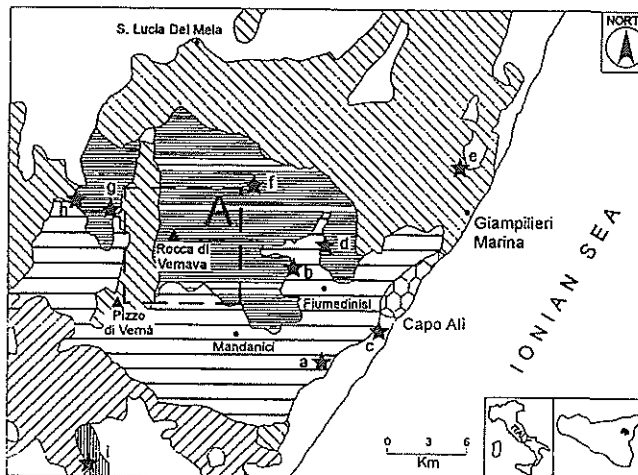 S. Lucia Del Mela
NORTH
e
f
g
h
A
Giampilieri
Marina
Rocca di
Vernava
d
b
Fiumedinisi
Pizzo
di Vernà
Capo Alì
Mandanici
c
a
IONIAN SEA
i
0 3 6
Km
ITALY